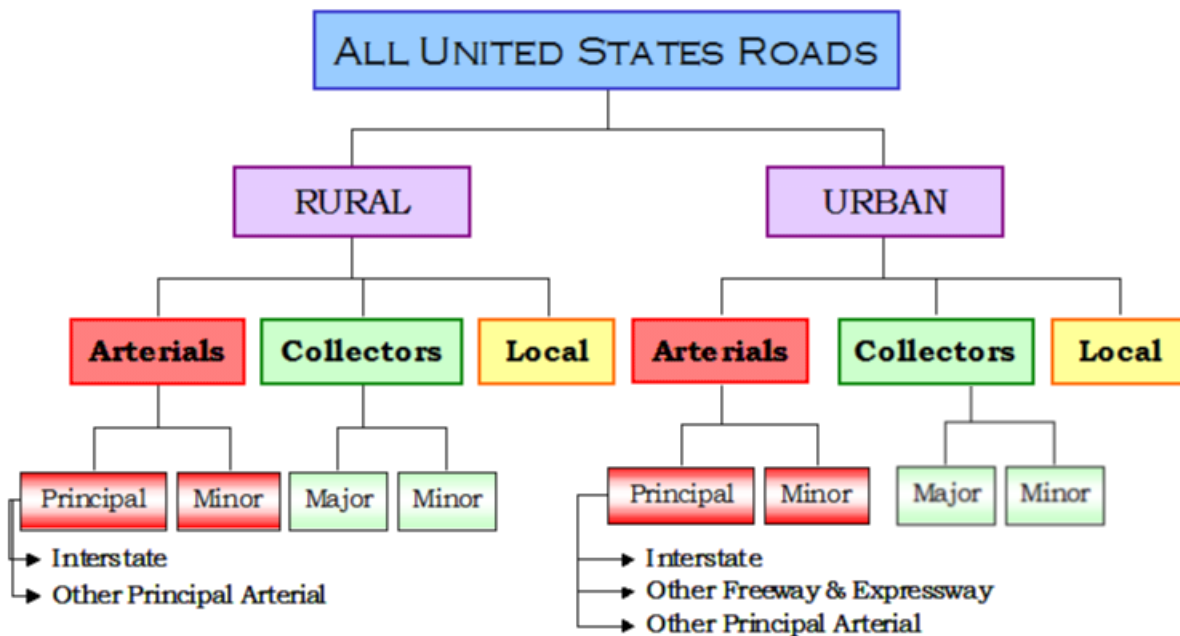 ALL UNITED STATES ROADS
RURAL
URBAN
Arterials
Collectors
Local
Arterials
Collectors
Local
Principal
Minor
Major
Minor
Principal
Minor
Major
Minor
Interstate
Other Principal Arterial
Interstate
Other Freeway & Expressway
Other Principal Arterial